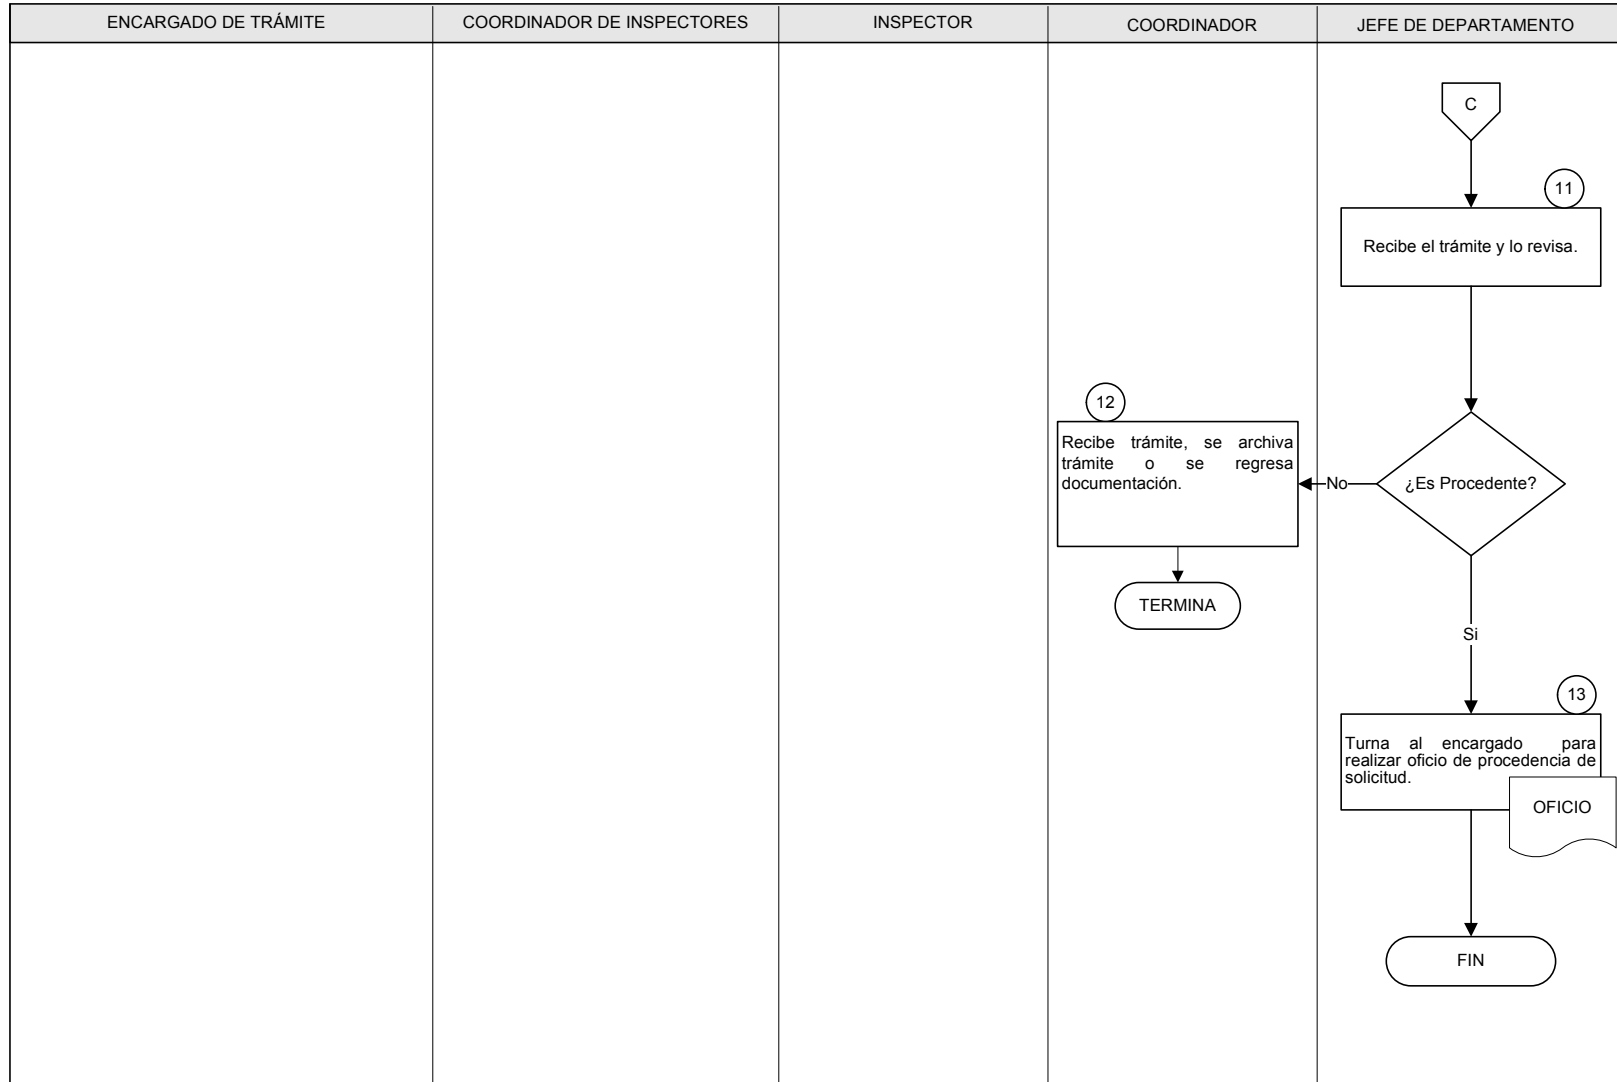 ENCARGADO DE TRÁMITE
COORDINADOR DE INSPECTORES
INSPECTOR
COORDINADOR
JEFE DE DEPARTAMENTO
C
11
Recibe el trámite y lo revisa.
12
Recibe trámite, se archiva
trámite o se regresa
documentación.
No
¿Es Procedente?
TERMINA
Si
13
Turna al encargado para
realizar oficio de procedencia de
solicitud.
OFICIO
FIN